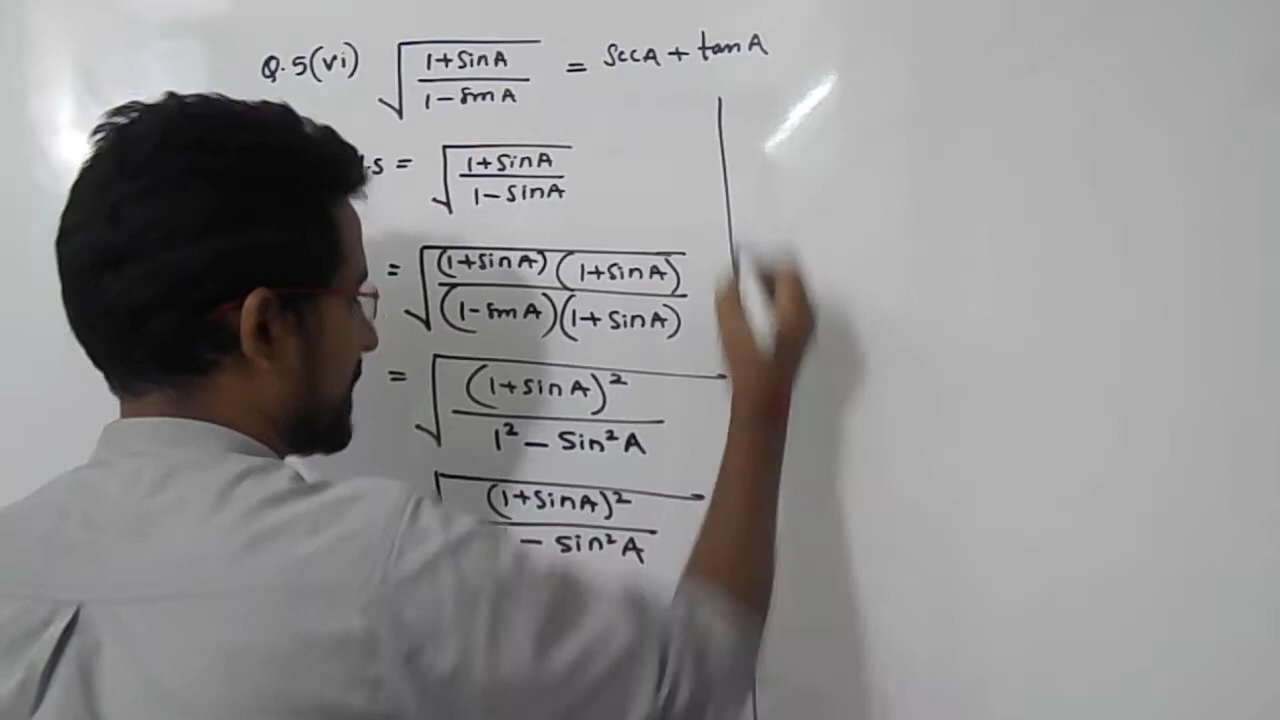 Q.5(vi) √((1+sinA)/(1-sinA)) = SecA + tanA
S = √((1+sinA)/(1-sinA))
= √((1+sinA)(1+sinA)/(1-sinA)(1+sinA))
= √((1+sinA)²/(1²-sin²A))
√((1+sinA)²/(-sin²A))